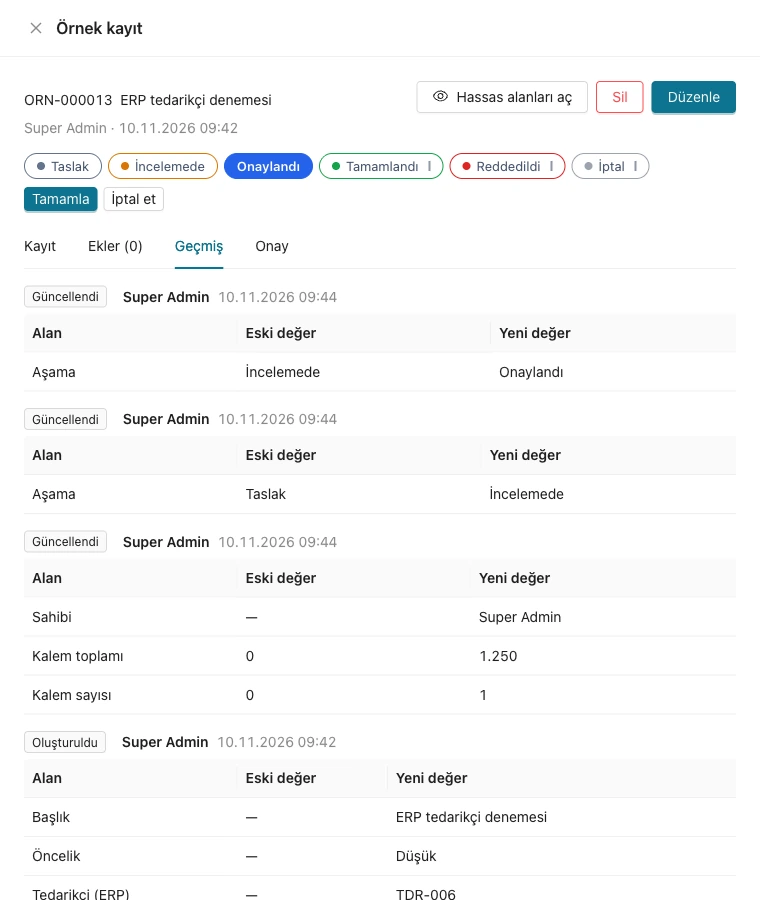 Örnek kayıt
ORN-000013 ERP tedarikçi denemesi
Hassas alanları aç
Sil
Düzenle
Super Admin · 10.11.2026 09:42
Taslak İncelemede Onaylandı Tamamlandı Reddedildi İptal
Tamamla İptal et
Kayıt Ekler (0) Geçmiş Onay
Güncellendi Super Admin 10.11.2026 09:44
Alan Eski değer Yeni değer
Aşama İncelemede Onaylandı
Güncellendi Super Admin 10.11.2026 09:44
Alan Eski değer Yeni değer
Aşama Taslak İncelemede
Güncellendi Super Admin 10.11.2026 09:44
Alan Eski değer Yeni değer
Sahibi — Super Admin
Kalem toplamı 0 1.250
Kalem sayısı 0 1
Oluşturuldu Super Admin 10.11.2026 09:42
Alan Eski değer Yeni değer
Başlık — ERP tedarikçi denemesi
Öncelik — Düşük
Tedarikçi (ERP) — TDR-006